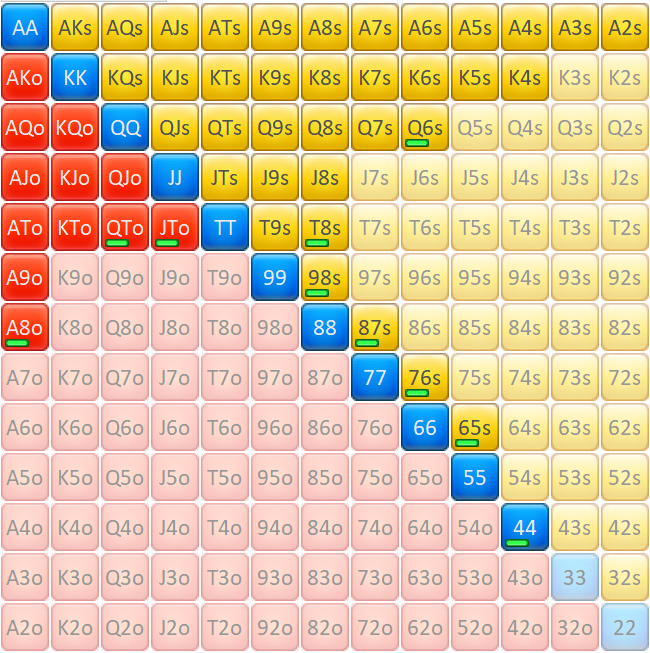 AA AKs AQs AJs ATs A9s A8s A7s A6s A5s A4s A3s A2s
AKo KK KQs KJs KTs K9s K8s K7s K6s K5s K4s K3s K2s
AQo KQo QQ QJs QTs Q9s Q8s Q7s Q6s Q5s Q4s Q3s Q2s
AJo KJo QJo JJ JTs J9s J8s J7s J6s J5s J4s J3s J2s
ATo KTo QTo JTo TT T9s T8s T7s T6s T5s T4s T3s T2s
A9o K9o Q9o J9o T9o 99 98s 97s 96s 95s 94s 93s 92s
A8o K8o Q8o J8o T8o 98o 88 87s 86s 85s 84s 83s 82s
A7o K7o Q7o J7o T7o 97o 87o 77 76s 75s 74s 73s 72s
A6o K6o Q6o J6o T6o 96o 86o 76o 66 65s 64s 63s 62s
A5o K5o Q5o J5o T5o 95o 85o 75o 65o 55 54s 53s 52s
A4o K4o Q4o J4o T4o 94o 84o 74o 64o 54o 44 43s 42s
A3o K3o Q3o J3o T3o 93o 83o 73o 63o 53o 43o 33 32s
A2o K2o Q2o J2o T2o 92o 82o 72o 62o 52o 42o 32o 22